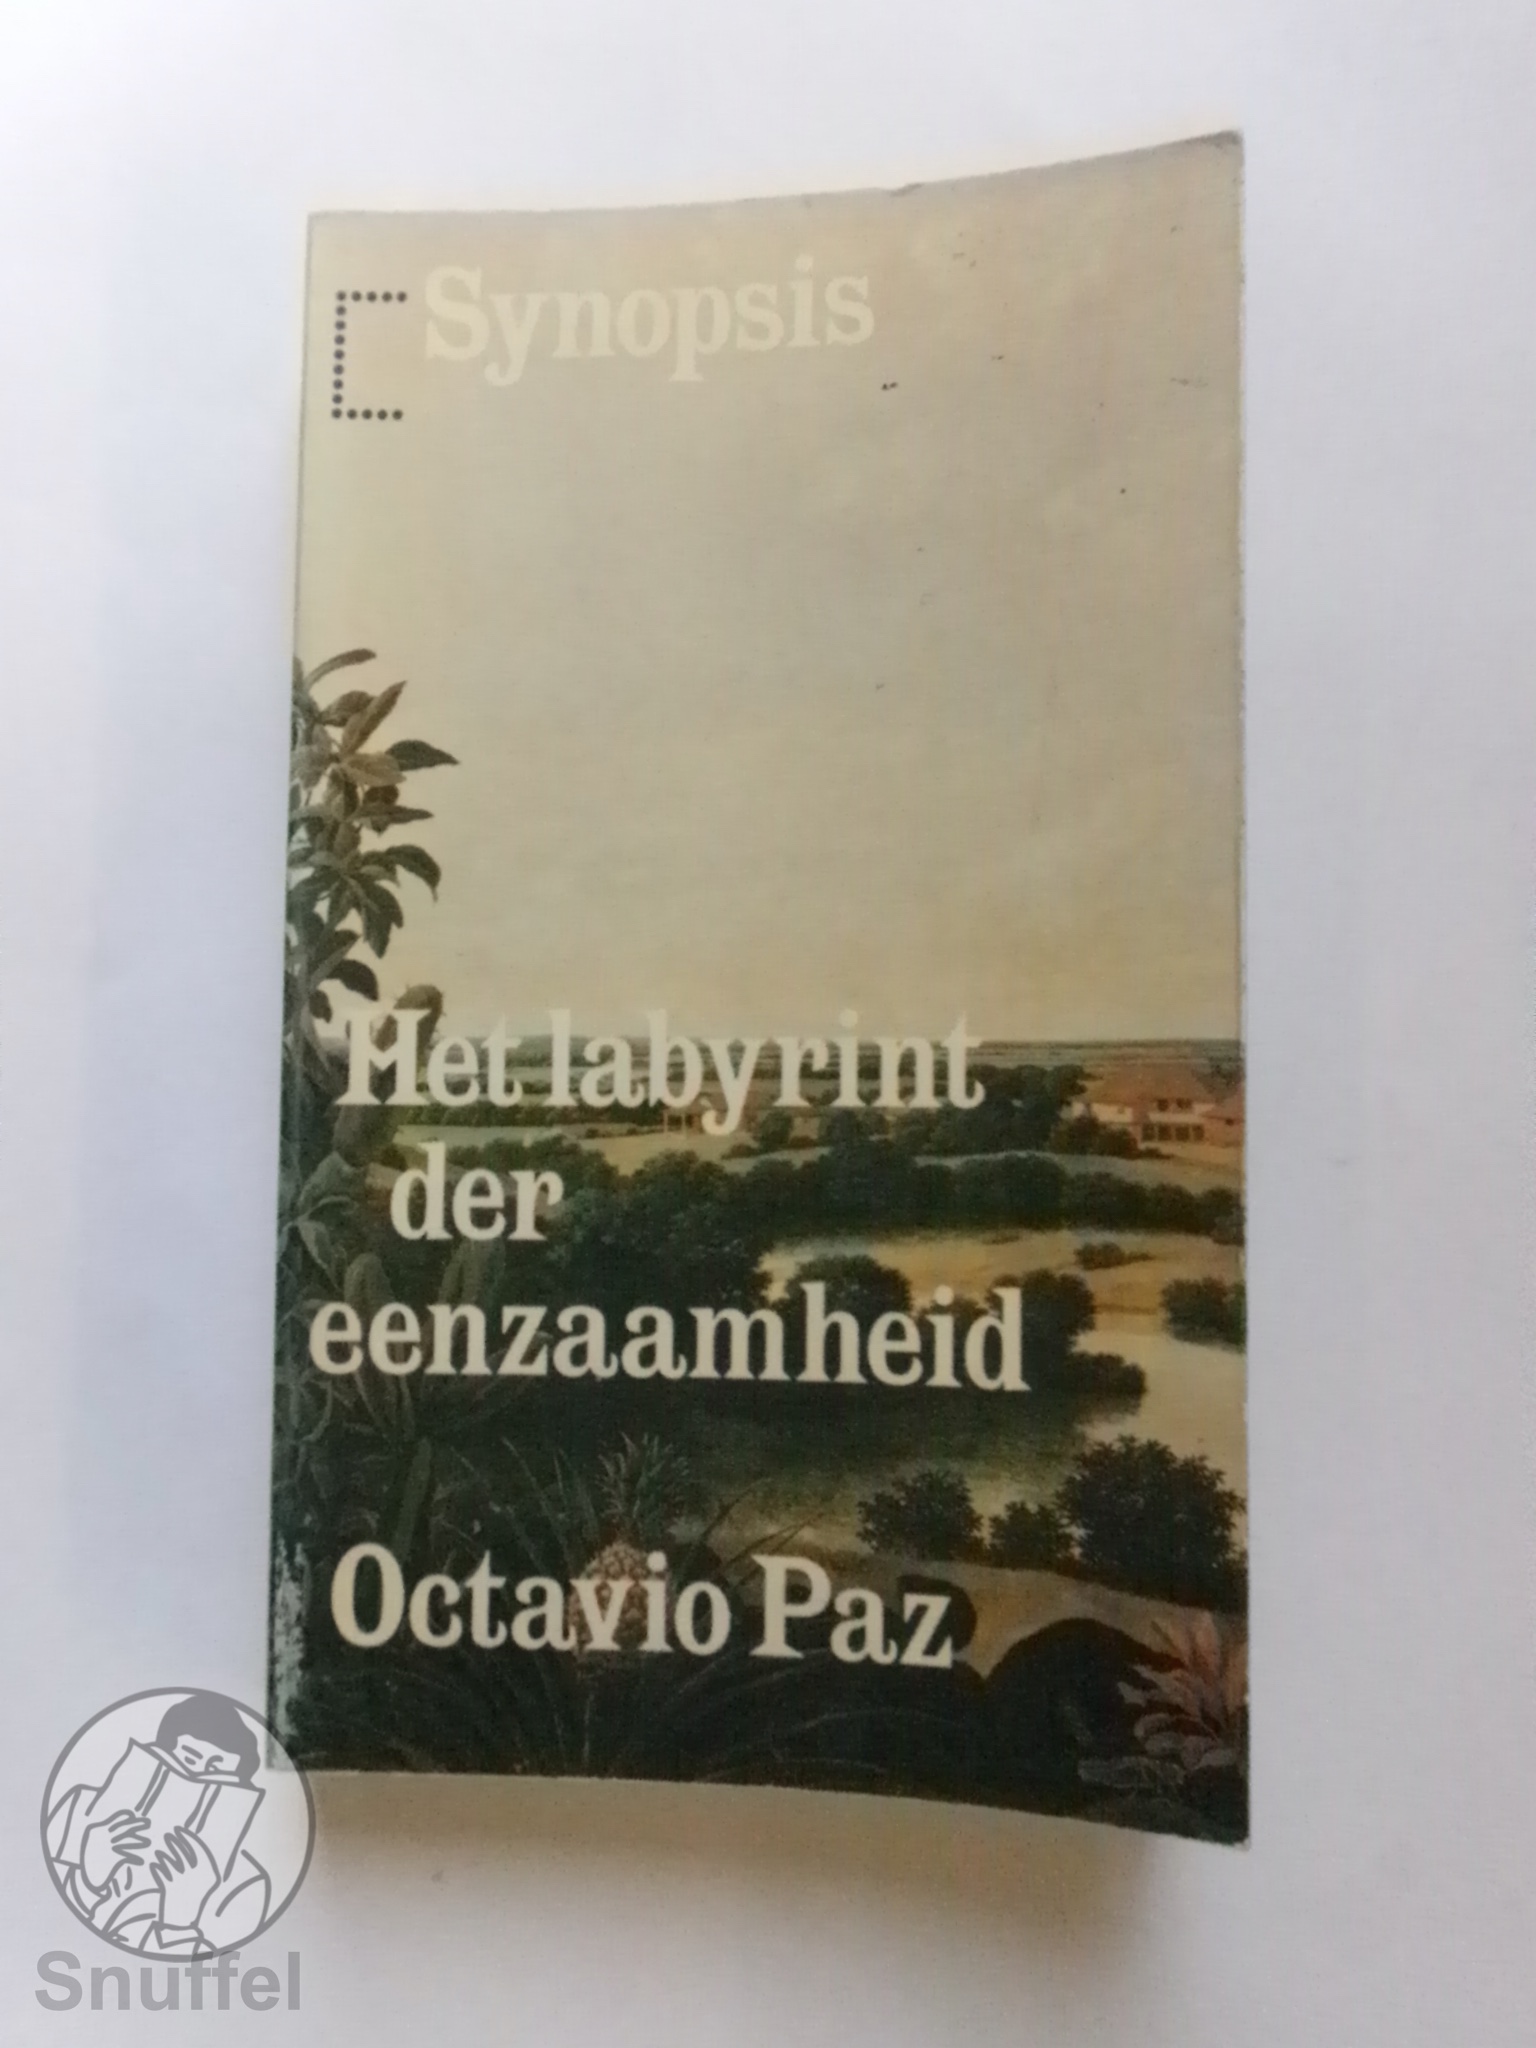 Synopsis
Het labyrint
der
eenzaamheid
Octavio Paz
Snuffel